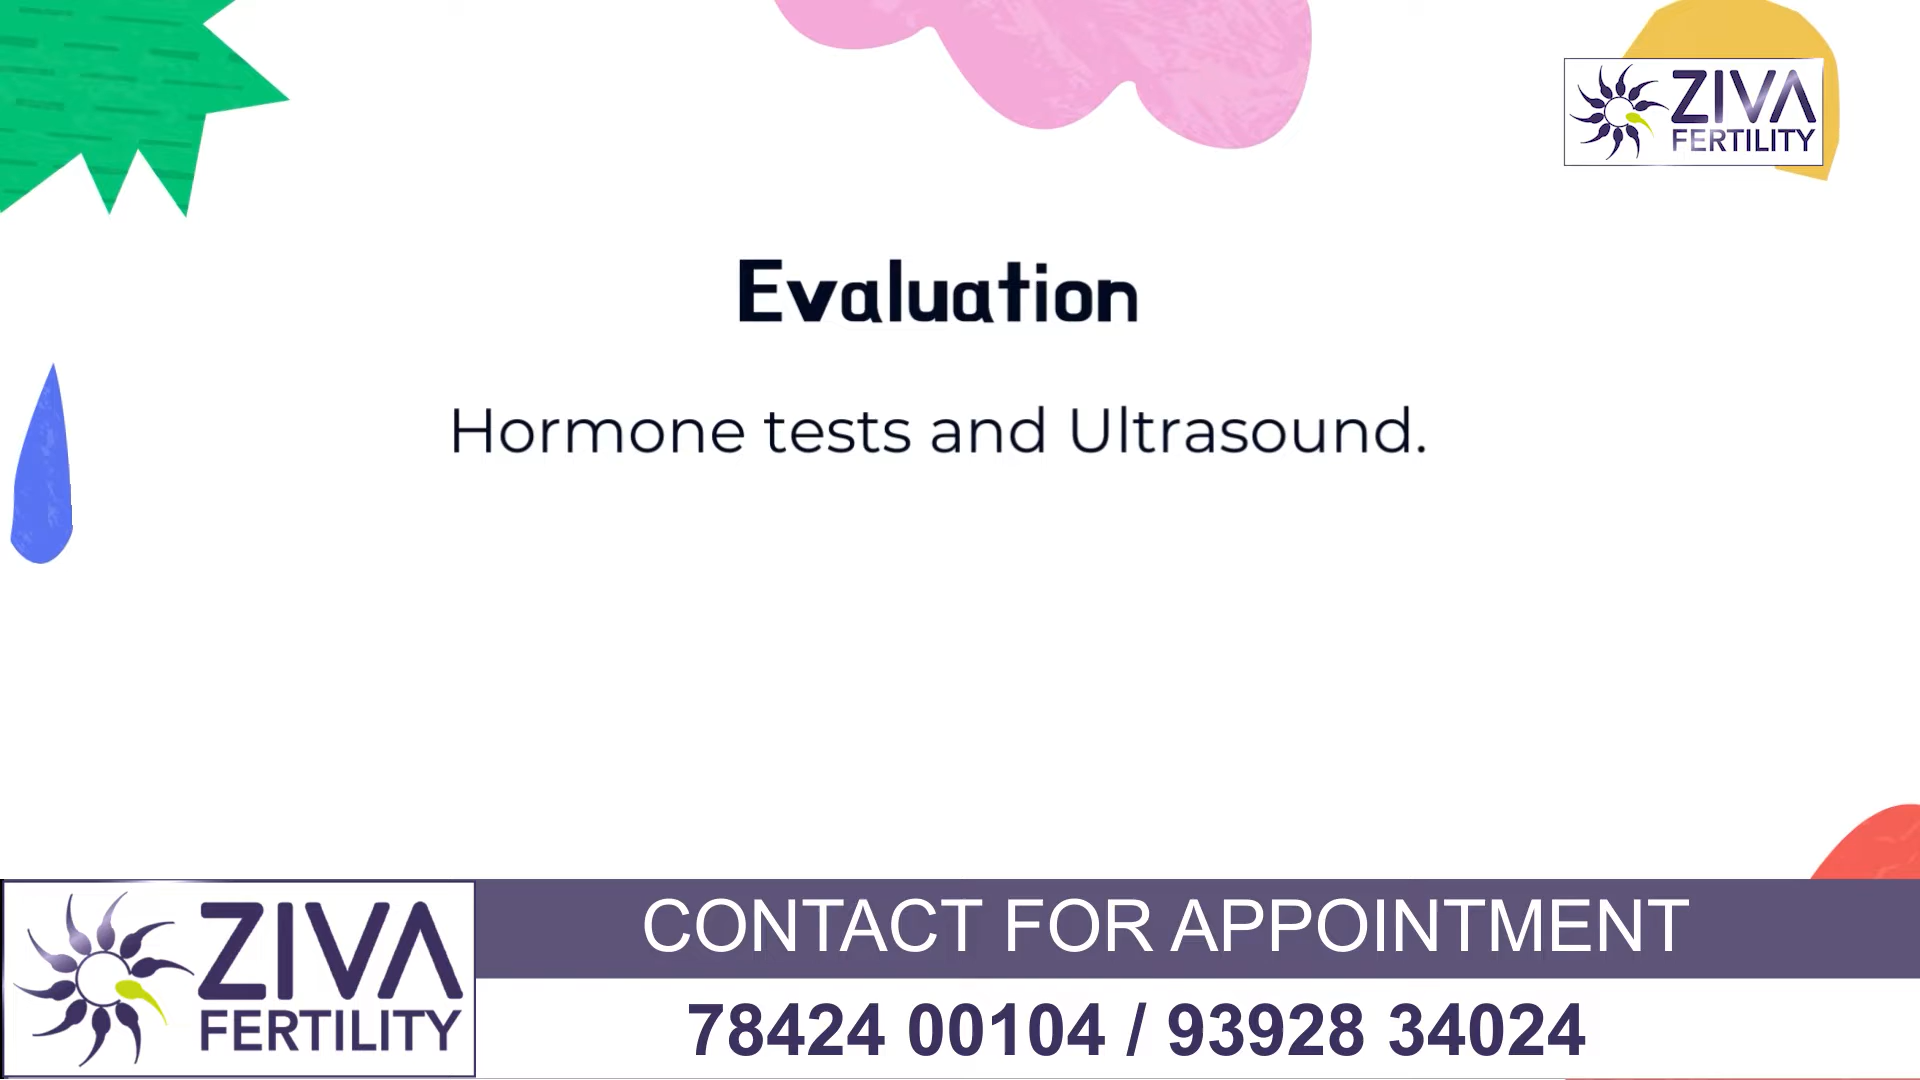 ZIVA
FERTILITY
Evaluation
Hormone tests and Ultrasound.
ZIVA
FERTILITY
CONTACT FOR APPOINTMENT
78424 00104 / 93928 34024